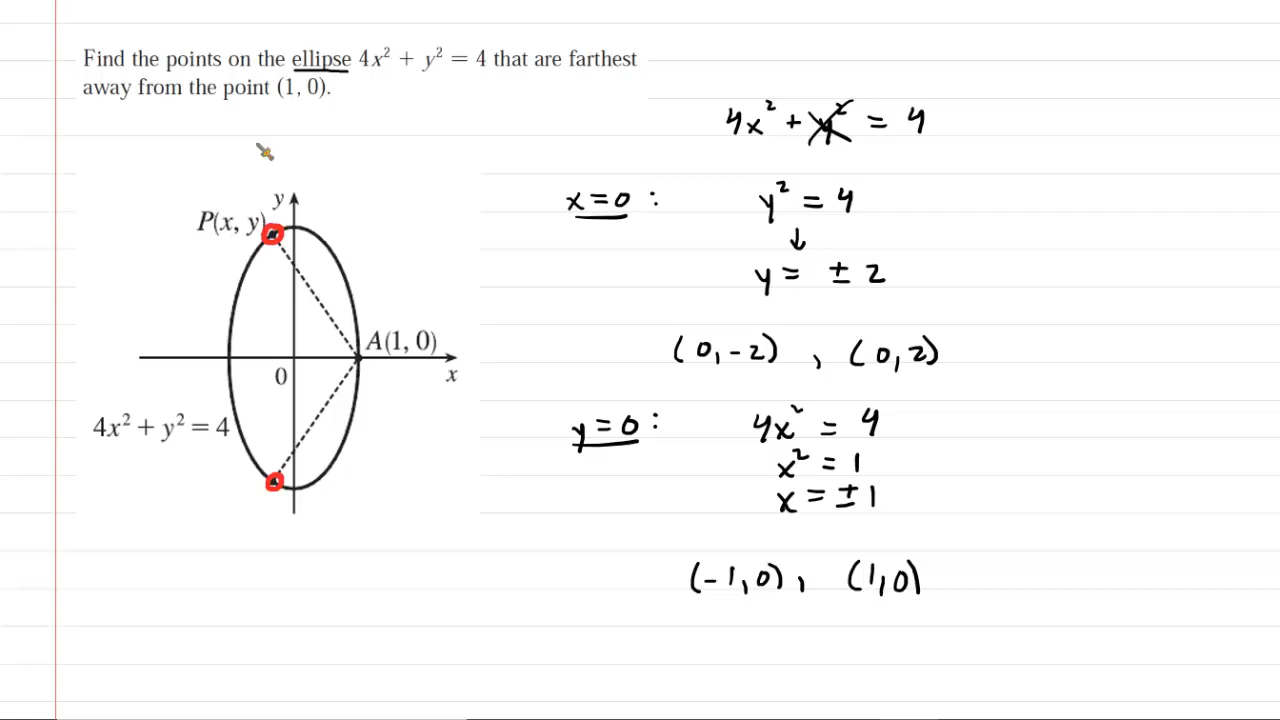 Find the points on the ellipse 4x² + y² = 4 that are farthest
away from the point (1, 0).
4x² + y² = 4
x = 0 :
y² = 4
↓
y = ± 2
(0, -2) , (0, 2)
y = 0 :
4x² = 4
x² = 1
x = ± 1
(-1, 0) , (1, 0)
y
P(x, y)
A(1, 0)
0
x
4x² + y² = 4